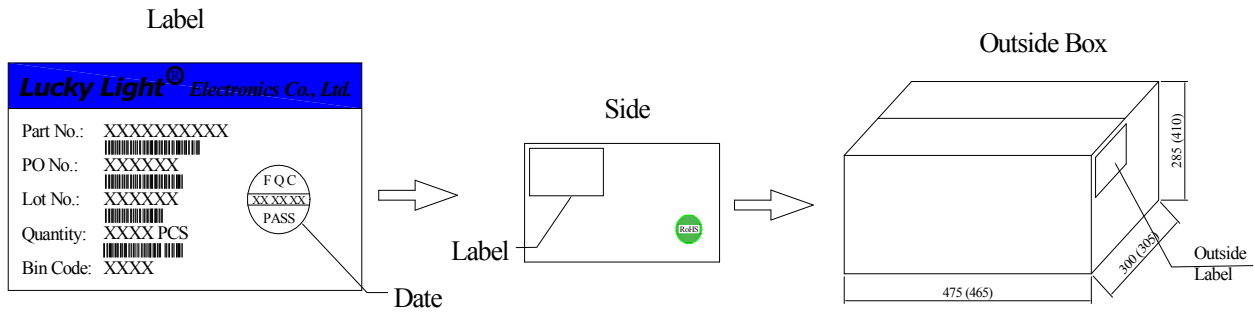 Label
Lucky Light® Electronics Co., Ltd.
Part No.: XXXXXXXXXX
PO No.: XXXXXX
Lot No.: XXXXXX
Quantity: XXXX PCS
Bin Code: XXXX
F Q C
XX XX XX
PASS
Date
Side
Label
RoHS
Outside Box
285 (410)
300 (305)
475 (465)
Outside
Label